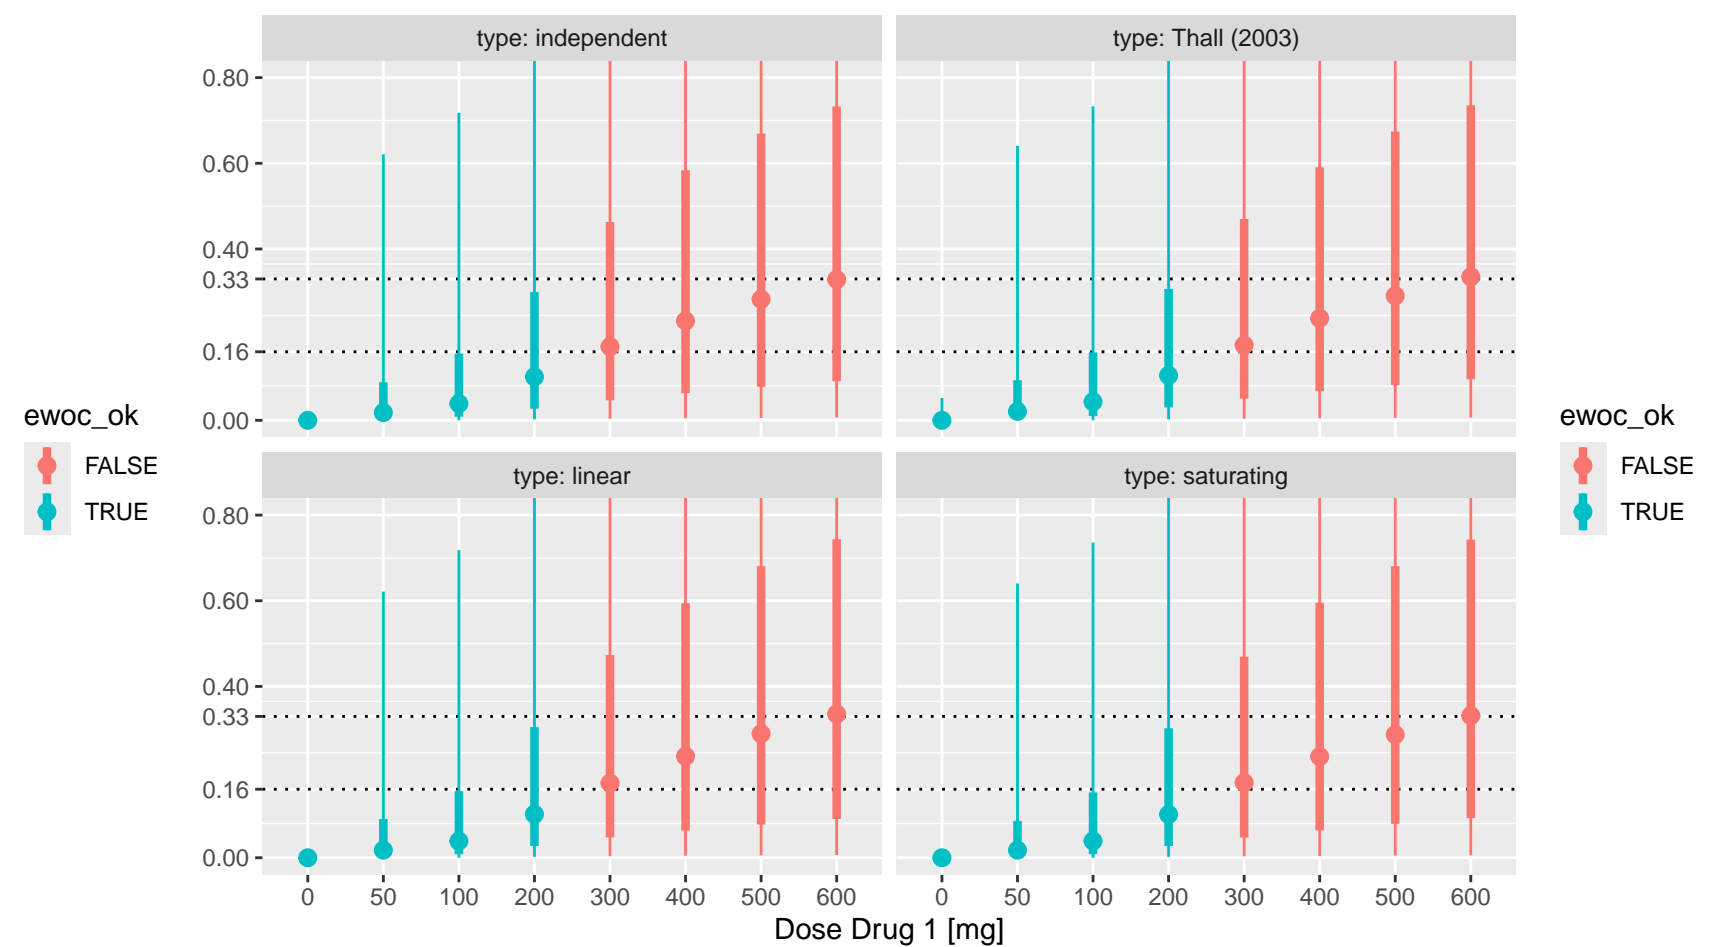 type: independent
type: Thall (2003)
0.80
0.60
0.40
0.33
0.16
0.00
ewoc_ok
FALSE
TRUE
ewoc_ok
FALSE
TRUE
type: linear
type: saturating
0.80
0.60
0.40
0.33
0.16
0.00
0 50 100 200 300 400 500 600
0 50 100 200 300 400 500 600
Dose Drug 1 [mg]